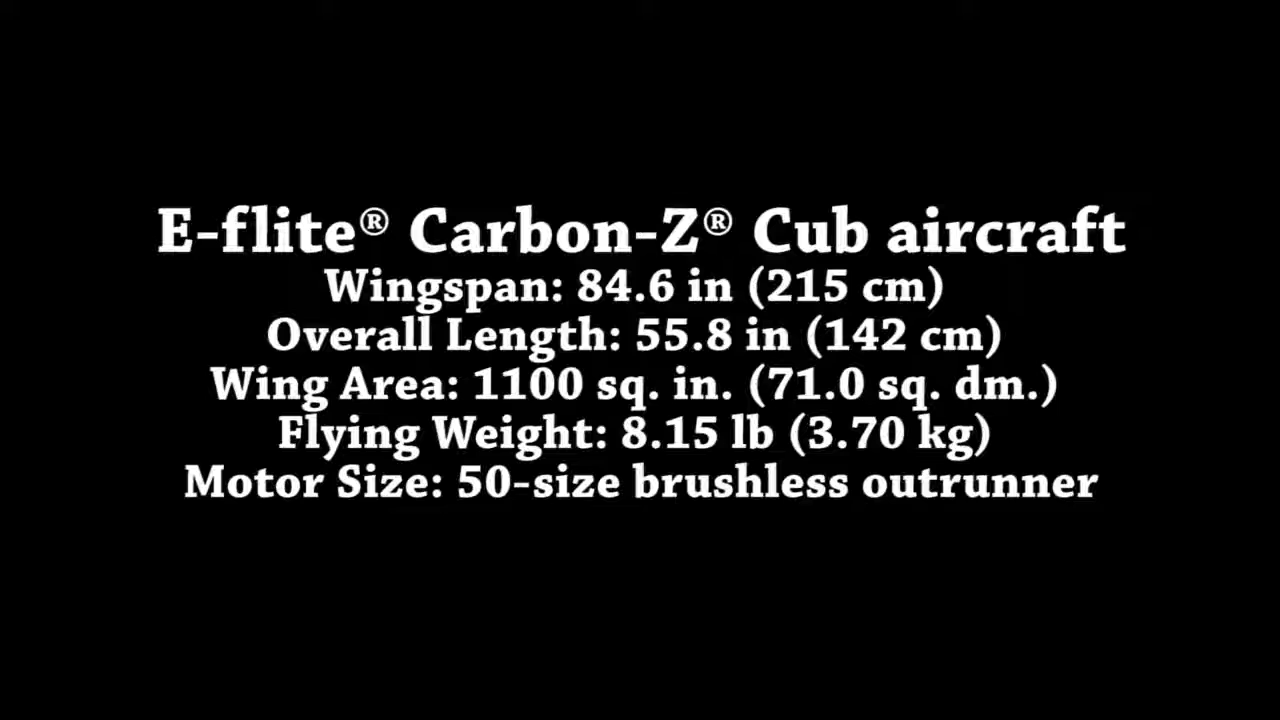 E-flite® Carbon-Z® Cub aircraft
Wingspan: 84.6 in (215 cm)
Overall Length: 55.8 in (142 cm)
Wing Area: 1100 sq. in. (71.0 sq. dm.)
Flying Weight: 8.15 lb (3.70 kg)
Motor Size: 50-size brushless outrunner